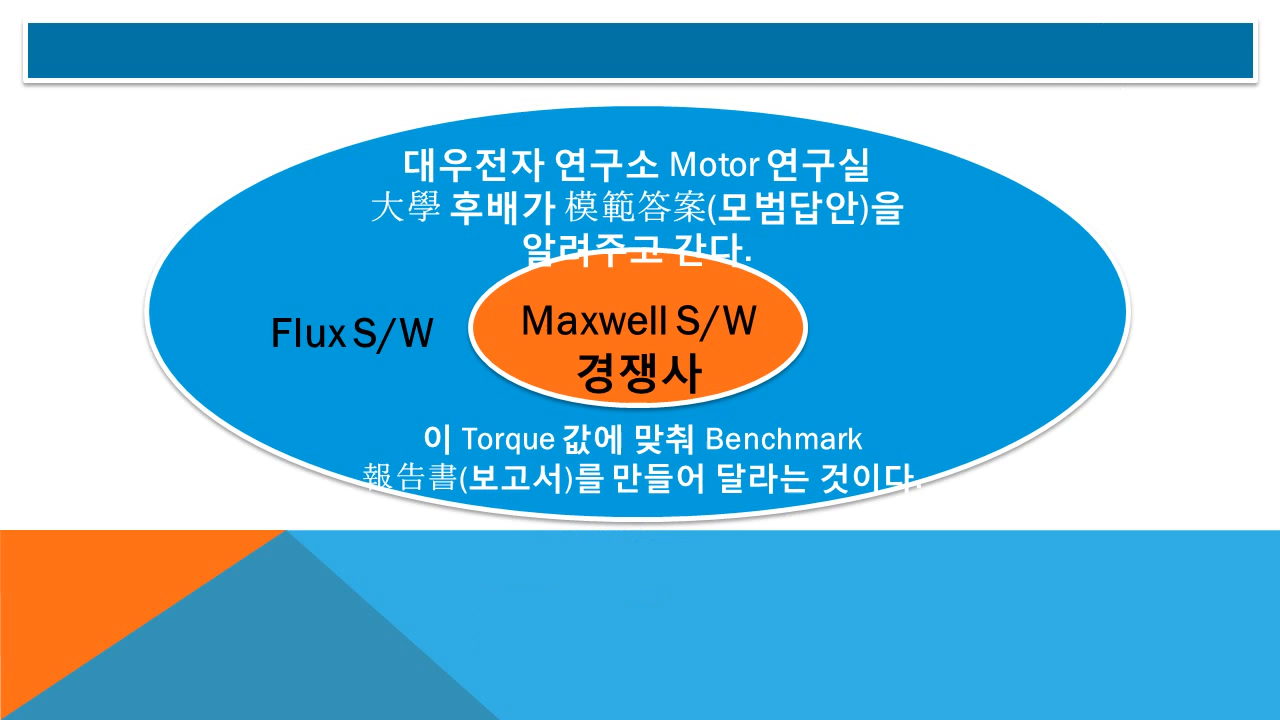 대우전자 연구소 Motor 연구실
大學 후배가 模範答案(모범답안)을
알려주고 간다.
Flux S/W
Maxwell S/W
경쟁사
이 Torque 값에 맞춰 Benchmark
報告書(보고서)를 만들어 달라는 것이다.